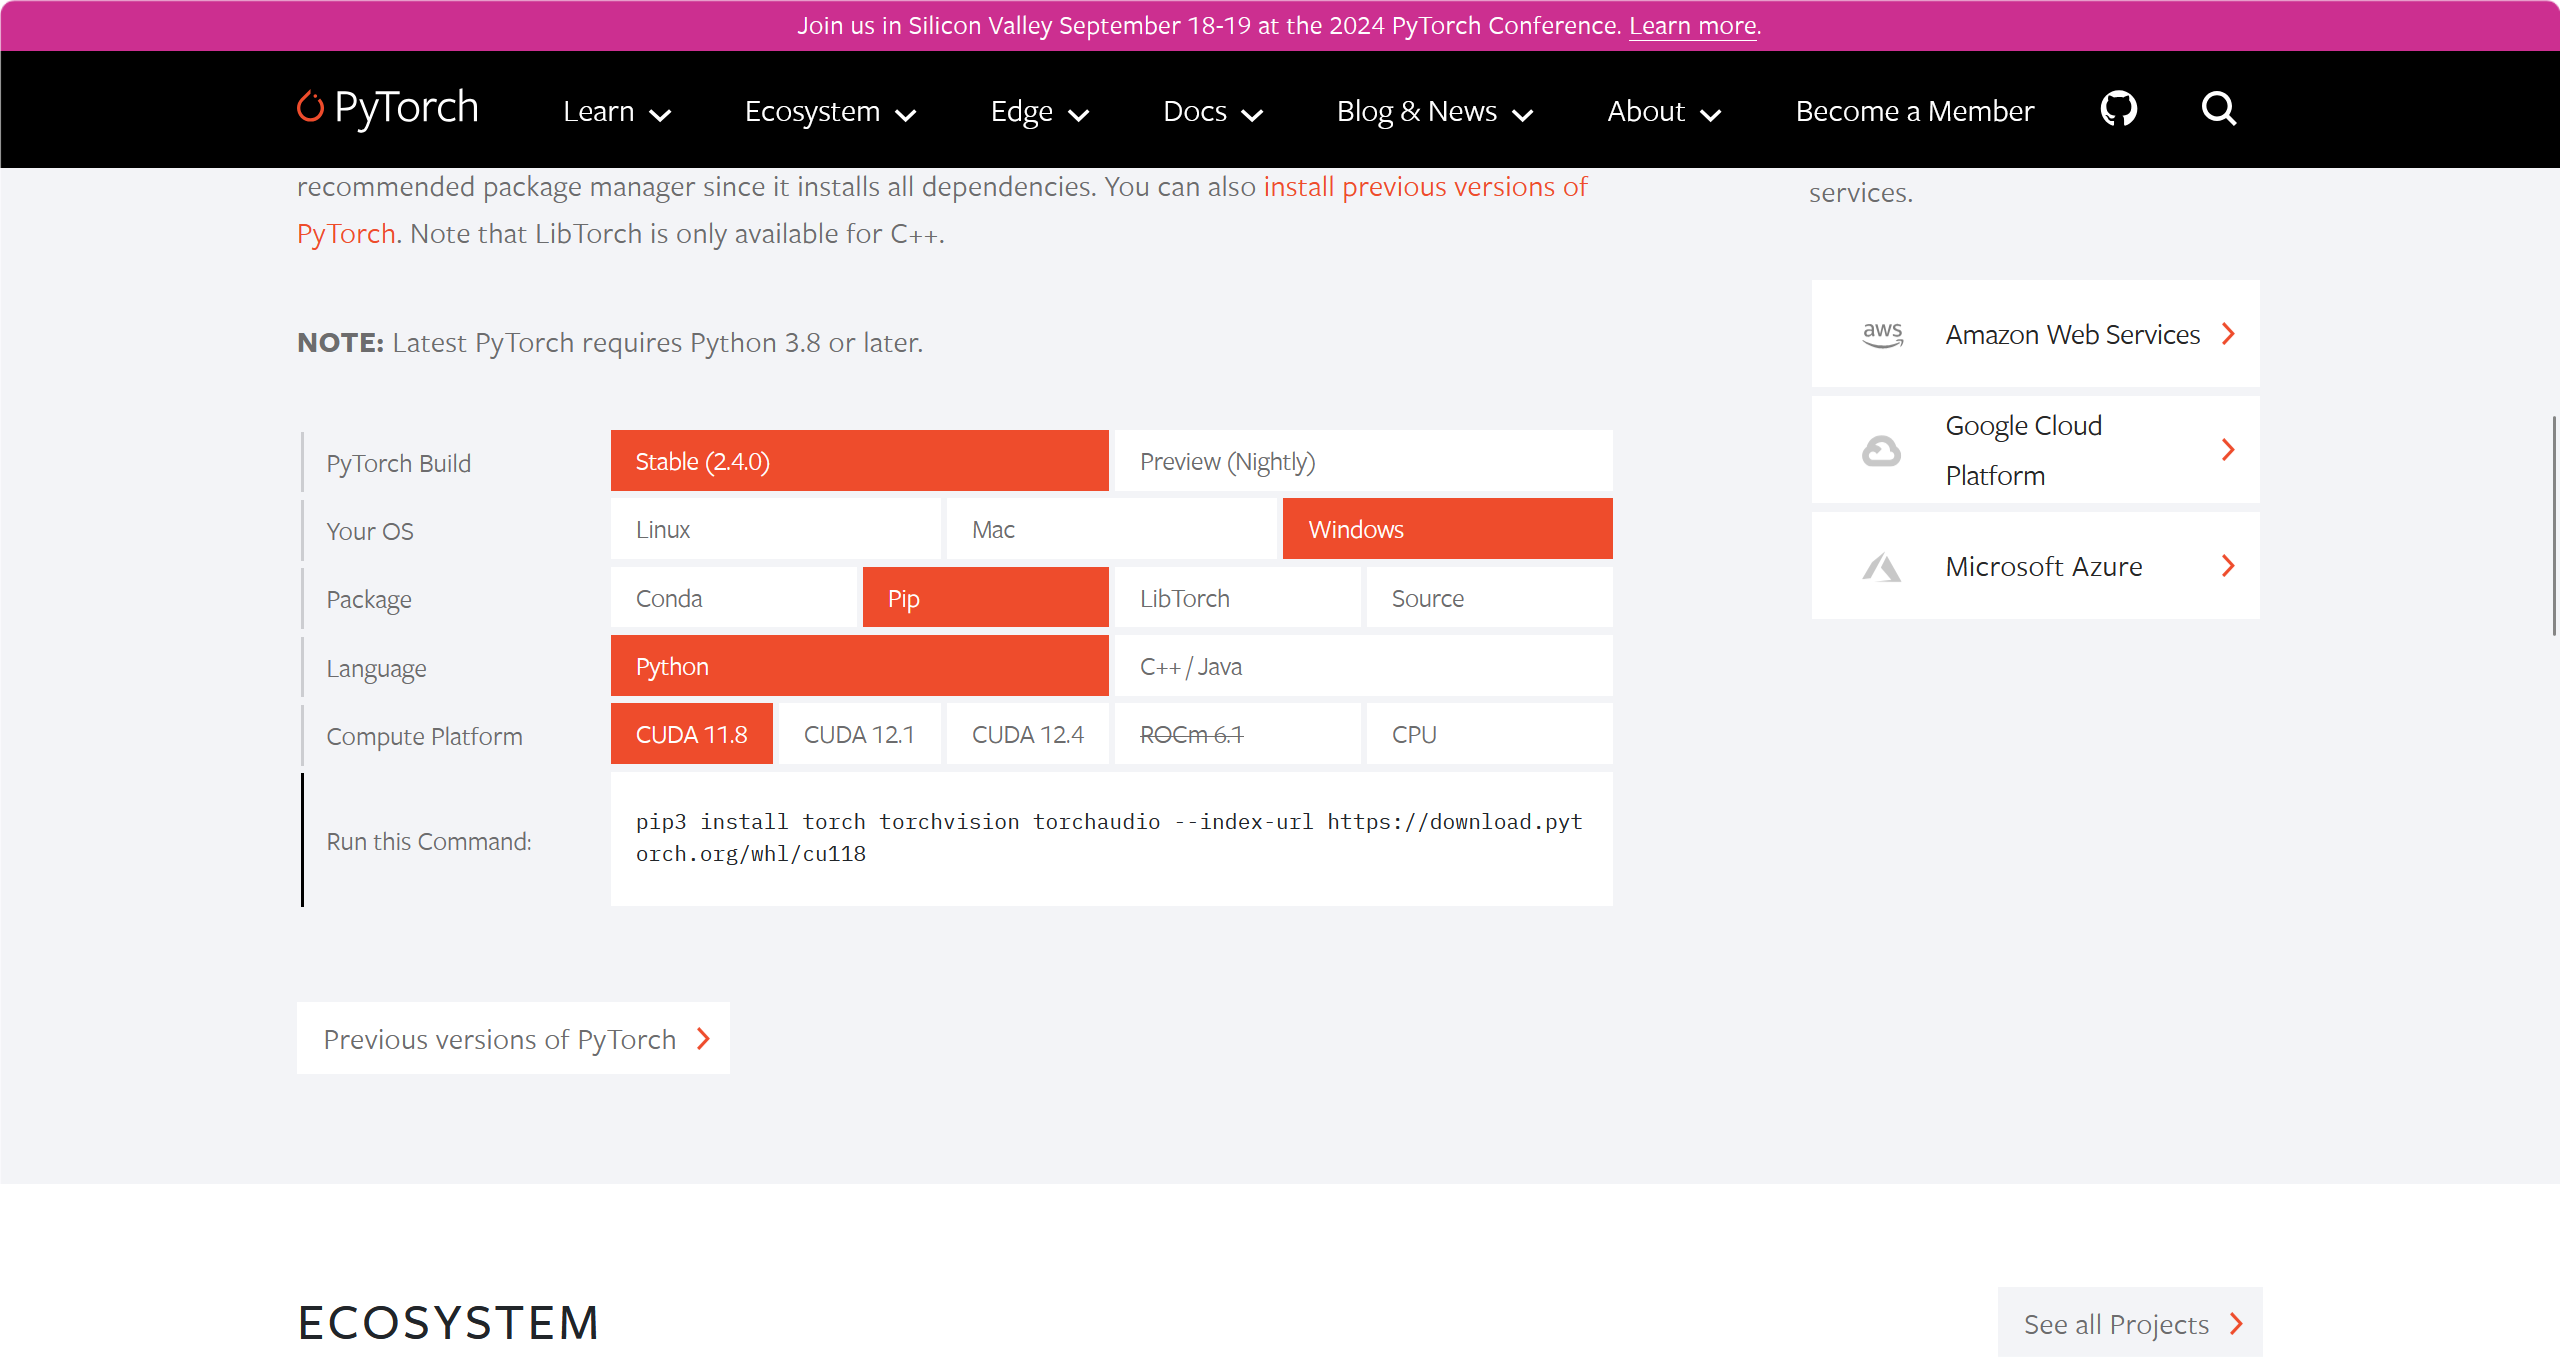 Join us in Silicon Valley September 18-19 at the 2024 PyTorch Conference. Learn more.
PyTorch
Learn
Ecosystem
Edge
Docs
Blog & News
About
Become a Member
recommended package manager since it installs all dependencies. You can also install previous versions of
PyTorch. Note that LibTorch is only available for C++.
NOTE: Latest PyTorch requires Python 3.8 or later.
PyTorch Build
Stable (2.4.0)
Preview (Nightly)
Your OS
Linux
Mac
Windows
Package
Conda
Pip
LibTorch
Source
Language
Python
C++ / Java
Compute Platform
CUDA 11.8
CUDA 12.1
CUDA 12.4
ROCm 6.1
CPU
Run this Command:
pip3 install torch torchvision torchaudio --index-url https://download.pyt
orch.org/whl/cu118
Previous versions of PyTorch
services.
aws
Amazon Web Services
Google Cloud
Platform
Microsoft Azure
ECOSYSTEM
See all Projects